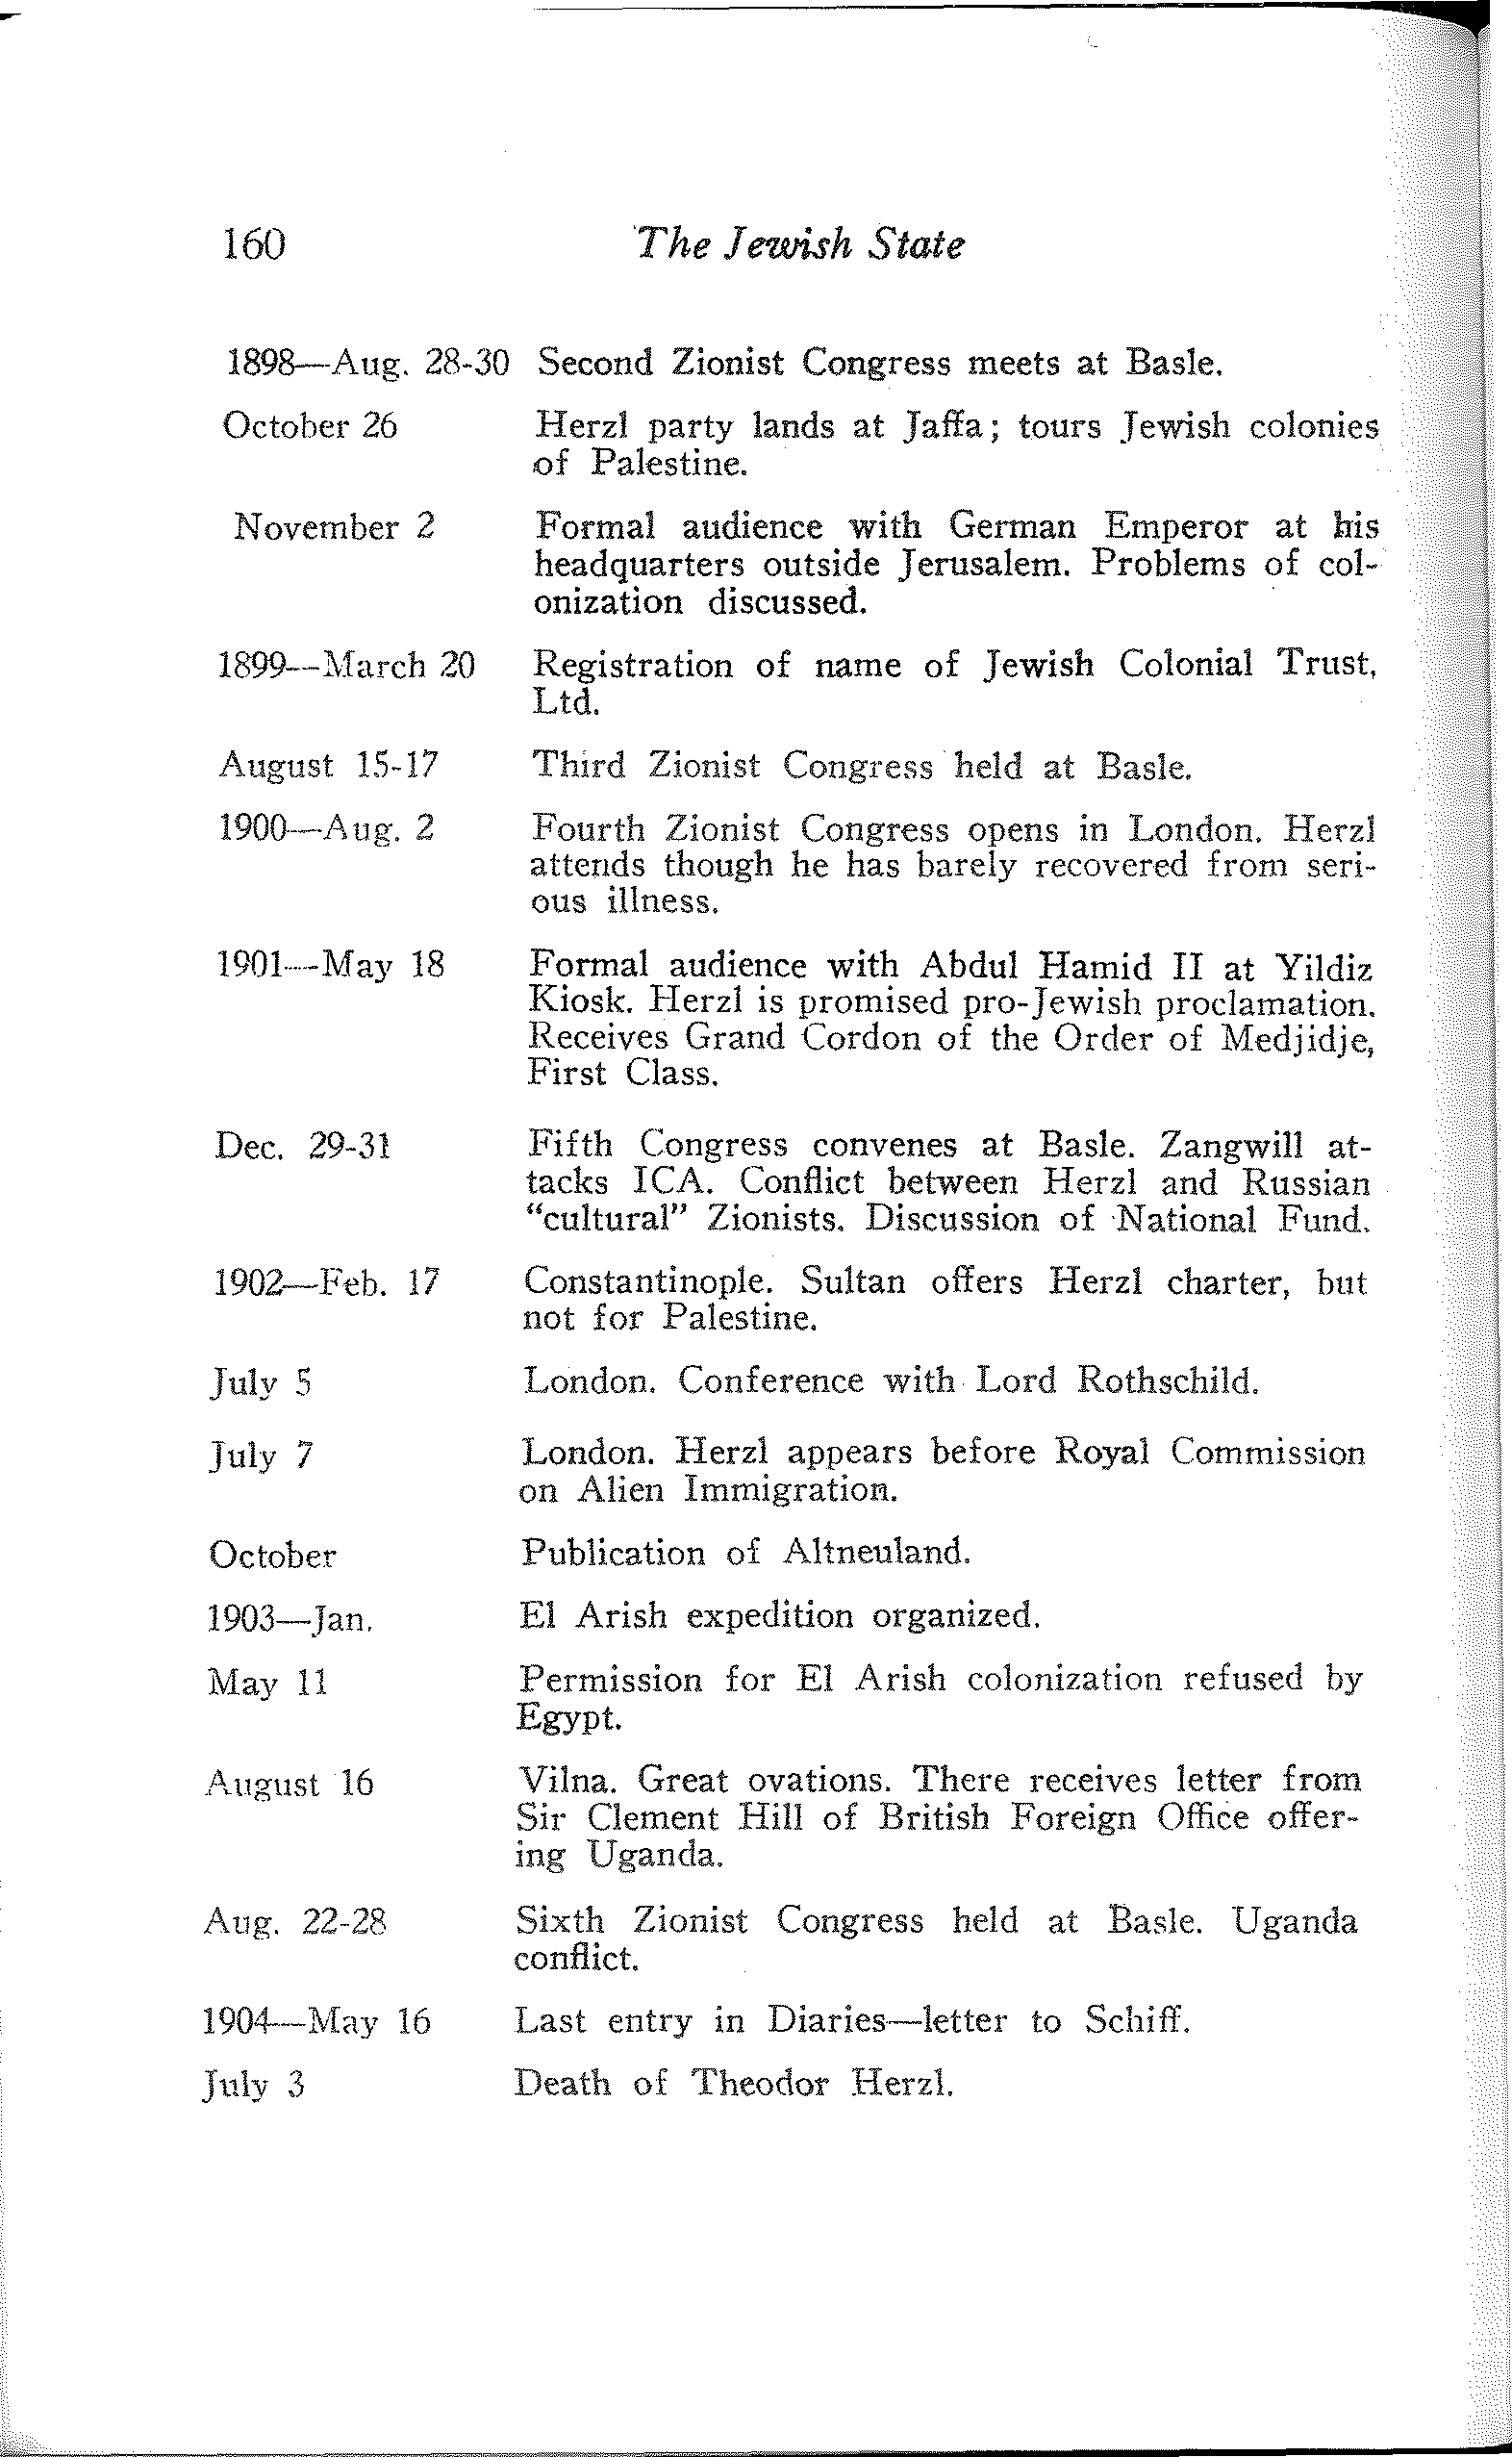 160 The Jewish State
1898—Aug. 28-30 Second Zionist Congress meets at Basle.
October 26 Herzl party lands at Jaffa; tours Jewish colonies
of Palestine.
November 2 Formal audience with German Emperor at his
headquarters outside Jerusalem. Problems of col-
onization discussed.
1899--March 20 Registration of name of Jewish Colonial Trust,
Ltd.
August 15-17 Third Zionist Congress held at Basle.
1900—Aug. 2 Fourth Zionist Congress opens in London. Herzl
attends though he has barely recovered from seri-
ous illness.
1901—May 18 Formal audience with Abdul Hamid II at Yildiz
Kiosk. Herzl is promised pro-Jewish proclamation.
Receives Grand Cordon of the Order of Medjidje,
First Class.
Dec. 29-31 Fifth Congress convenes at Basle. Zangwill at-
tacks ICA. Conflict between Herzl and Russian
“cultural” Zionists. Discussion of National Fund.
1902—Feb. 17 Constantinople. Sultan offers Herzl charter, but
not for Palestine.
July 5 London. Conference with Lord Rothschild.
July 7 London. Herzl appears before Royal Commission
on Alien Immigration.
October Publication of Altneuland.
1903—Jan. El Arish expedition organized.
May 11 Permission for El Arish colonization refused by
Egypt.
August 16 Vilna. Great ovations. There receives letter from
Sir Clement Hill of British Foreign Office offer-
ing Uganda.
Aug. 22-28 Sixth Zionist Congress held at Basle. Uganda
conflict.
1904—May 16 Last entry in Diaries—letter to Schiff.
July 3 Death of Theodor Herzl.